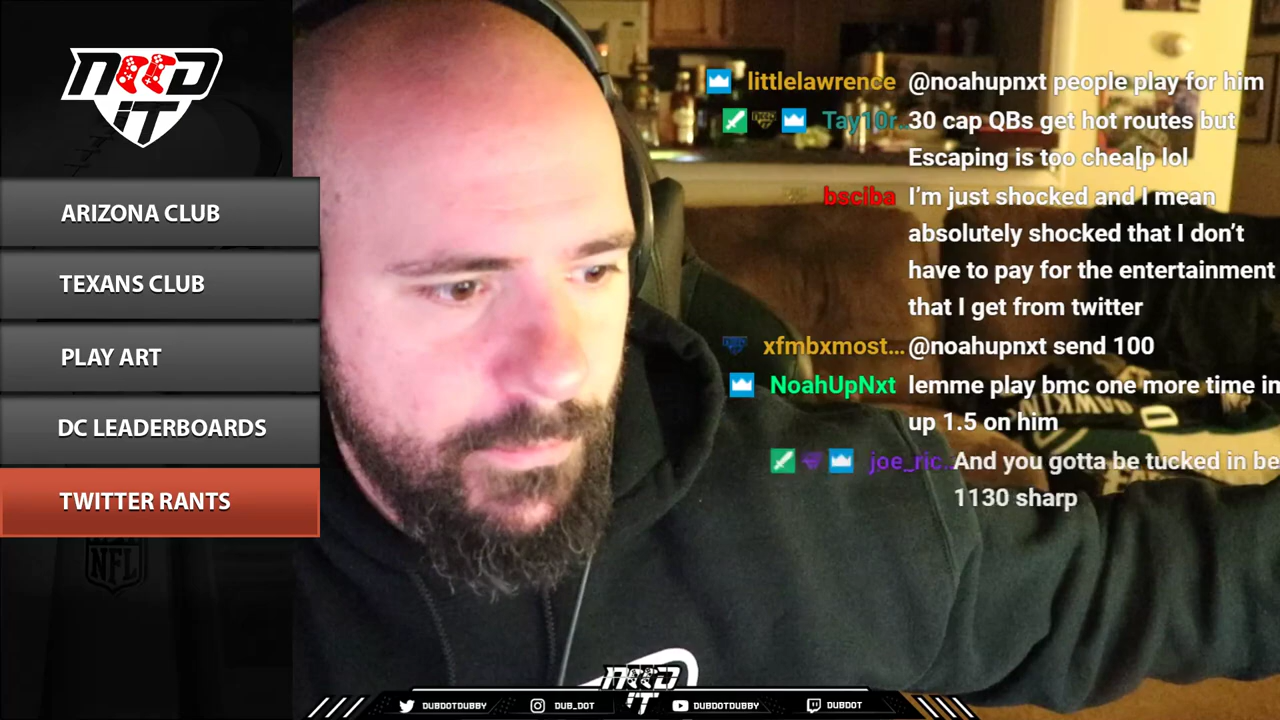 NEED
IT
ARIZONA CLUB
TEXANS CLUB
PLAY ART
DC LEADERBOARDS
TWITTER RANTS
NFL
littlelawrence @noahupnxt people play for him
Tay10r... 30 cap QBs get hot routes but
Escaping is too chea[p lol
bsciba I'm just shocked and I mean
absolutely shocked that I don't
have to pay for the entertainment
that I get from twitter
xfmbxmost... @noahupnxt send 100
NoahUpNxt lemme play bmc one more time in
up 1.5 on him
joe_ric... And you gotta be tucked in be
1130 sharp
NEED
IT
DUBDOTDUBBY DUB_DOT DUBDOTDUBBY DUBDOT